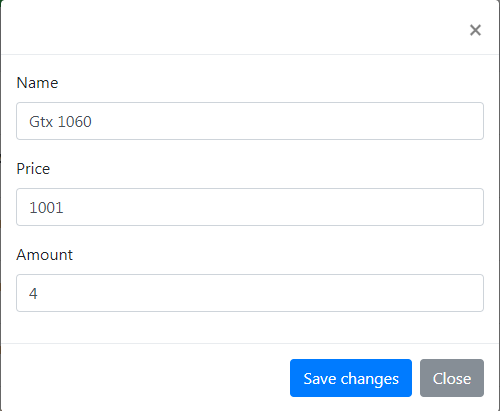 ×
Name
Gtx 1060
Price
1001
Amount
4
Save changes Close